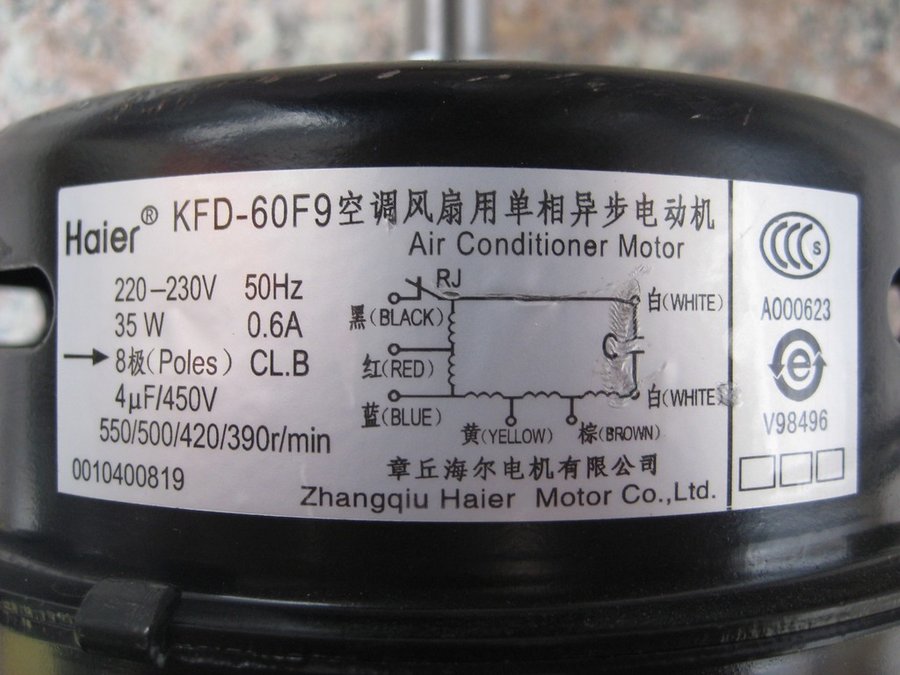 Haier® KFD-60F9空调风扇用单相异步电动机
Air Conditioner Motor
220–230V 50Hz
35 W 0.6A
8极(Poles) CL.B
4μF/450V
550/500/420/390r/min
0010400819
RJ
黑(BLACK)
红(RED)
蓝(BLUE)
黄(YELLOW)
棕(BROWN)
白(WHITE)
C
白(WHITE
章丘海尔电机有限公司
Zhangqiu Haier Motor Co.,Ltd.
CCC S
A000623
e
V98496